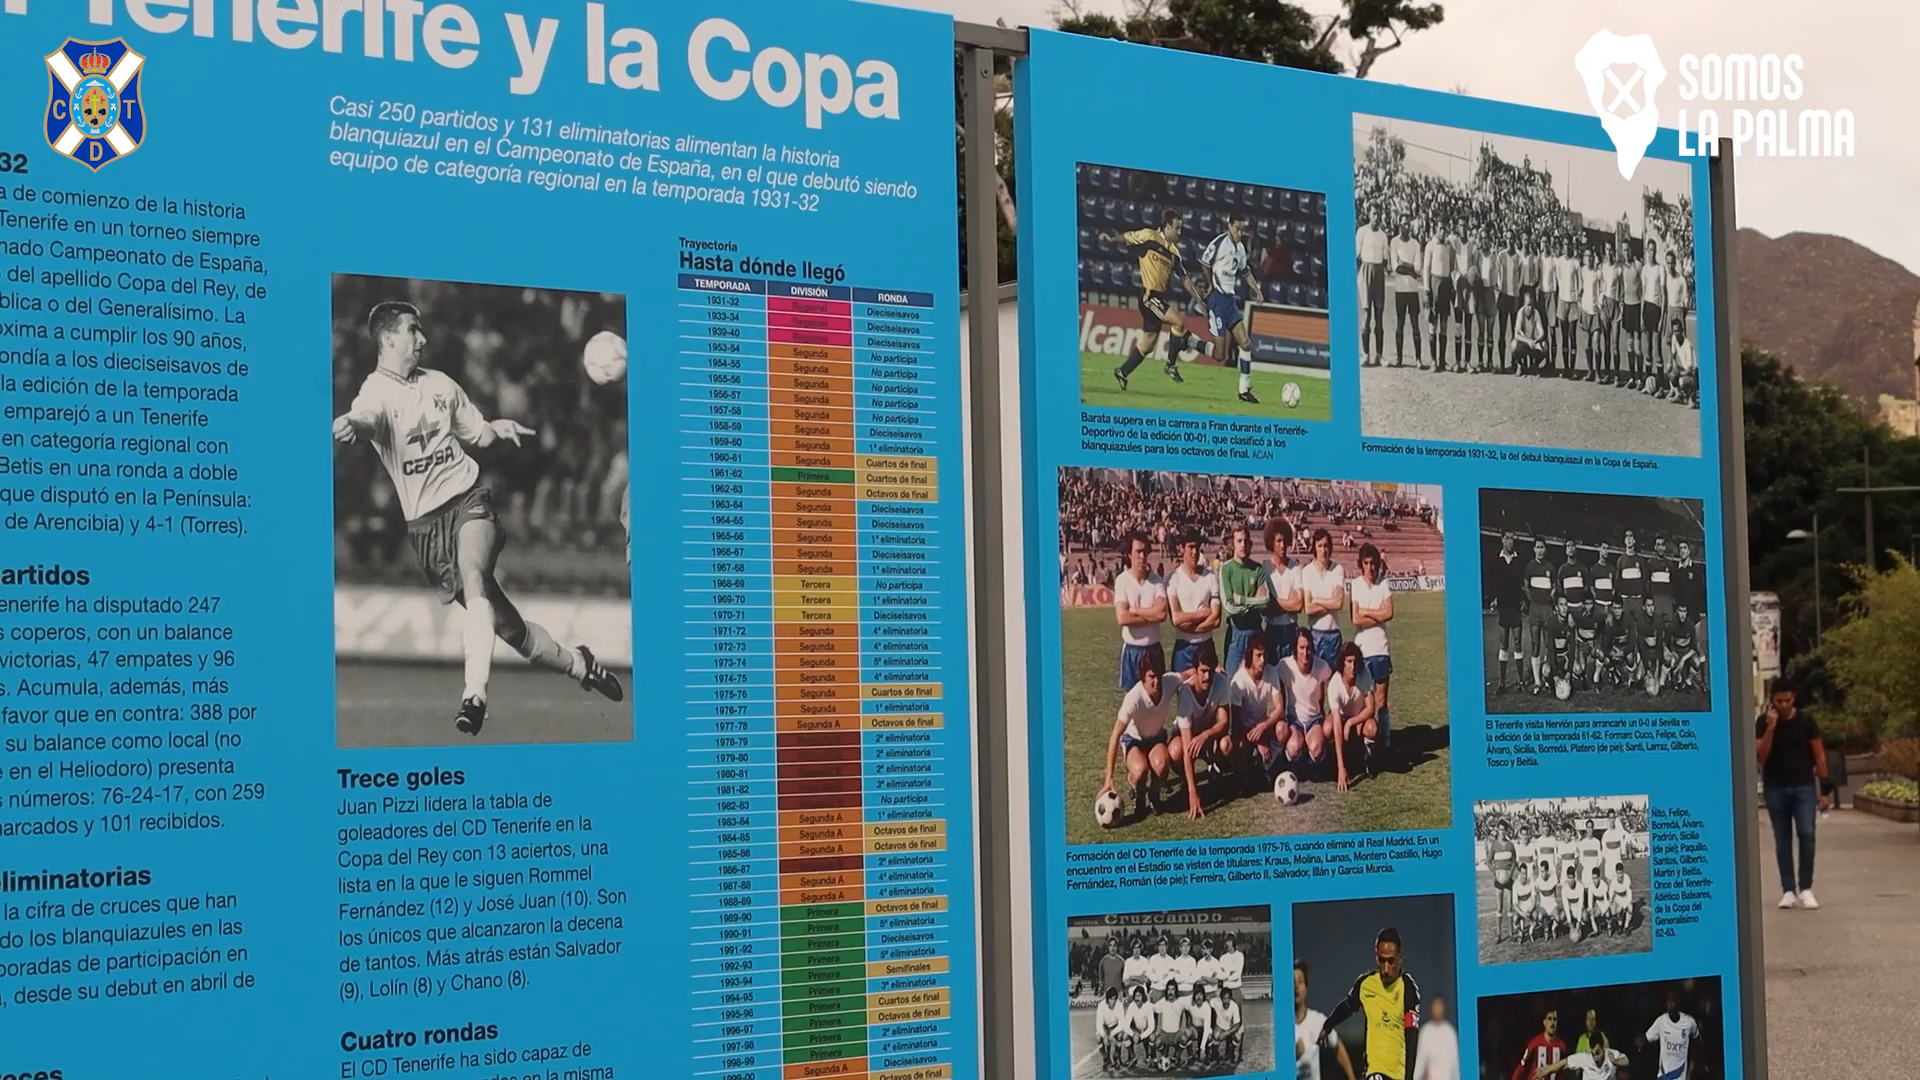 Tenerife y la Copa
Casi 250 partidos y 131 eliminatorias alimentan la historia
blanquiazul en el Campeonato de España, en el que debutó siendo
equipo de categoría regional en la temporada 1931-32
C T
D
SOMOS
LA PALMA
32
a de comienzo de la historia
Tenerife en un torneo siempre
nado Campeonato de España,
del apellido Copa del Rey, de
blica o del Generalísimo. La
óxima a cumplir los 90 años,
ondía a los dieciseisavos de
la edición de la temporada
emparejó a un Tenerife
en categoría regional con
Betis en una ronda a doble
que disputó en la Península:
de Arencibia) y 4-1 (Torres).
artidos
enerife ha disputado 247
s coperos, con un balance
victorias, 47 empates y 96
s. Acumula, además, más
favor que en contra: 388 por
su balance como local (no
e en el Heliodoro) presenta
s números: 76-24-17, con 259
marcados y 101 recibidos.
eliminatorias
la cifra de cruces que han
do los blanquiazules en las
poradas de participación en
, desde su debut en abril de
oces
CEPSA
Trece goles
Juan Pizzi lidera la tabla de
goleadores del CD Tenerife en la
Copa del Rey con 13 aciertos, una
lista en la que le siguen Rommel
Fernández (12) y José Juan (10). Son
los únicos que alcanzaron la decena
de tantos. Más atrás están Salvador
(9), Lolín (8) y Chano (8).
Cuatro rondas
El CD Tenerife ha sido capaz de
en la misma
Trayectoria
Hasta dónde llegó
TEMPORADA DIVISIÓN RONDA
1931-32 Regional Dieciseisavos
1933-34 Regional Dieciseisavos
1939-40 Regional Dieciseisavos
1953-54 Segunda No participa
1954-55 Segunda No participa
1955-56 Segunda No participa
1956-57 Segunda No participa
1957-58 Segunda No participa
1958-59 Segunda Dieciseisavos
1959-60 Segunda 1ª eliminatoria
1960-61 Segunda Cuartos de final
1961-62 Primera Cuartos de final
1962-63 Segunda Octavos de final
1963-64 Segunda Dieciseisavos
1964-65 Segunda Dieciseisavos
1965-66 Segunda 1ª eliminatoria
1966-67 Segunda Dieciseisavos
1967-68 Segunda 1ª eliminatoria
1968-69 Tercera No participa
1969-70 Tercera 1ª eliminatoria
1970-71 Tercera Dieciseisavos
1971-72 Segunda 4ª eliminatoria
1972-73 Segunda 4ª eliminatoria
1973-74 Segunda 5ª eliminatoria
1974-75 Segunda 4ª eliminatoria
1975-76 Segunda Cuartos de final
1976-77 Segunda 1ª eliminatoria
1977-78 Segunda A Octavos de final
1978-79 2ª eliminatoria
1979-80 2ª eliminatoria
1980-81 2ª eliminatoria
1981-82 3ª eliminatoria
1982-83 No participa
1983-84 Segunda A 1ª eliminatoria
1984-85 Segunda A Octavos de final
1985-86 Segunda A Octavos de final
1986-87 2ª eliminatoria
1987-88 Segunda A 4ª eliminatoria
1988-89 Segunda A 4ª eliminatoria
1989-90 Primera Octavos de final
1990-91 Primera 5ª eliminatoria
1991-92 Primera Dieciseisavos
1992-93 Primera 5ª eliminatoria
1993-94 Primera Semifinales
1994-95 Primera 3ª eliminatoria
1995-96 Primera Cuartos de final
1996-97 Primera Octavos de final
1997-98 Primera 2ª eliminatoria
1998-99 Primera 4ª eliminatoria
1999-00 Segunda A Dieciseisavos
Octavos de final
Barata supera en la carrera a Fran durante el Tenerife-
Deportivo de la edición 00-01, que clasificó a los
blanquiazules para los octavos de final. ACAN
Formación de la temporada 1931-32, la del debut blanquiazul en la Copa de España.
Formación del CD Tenerife de la temporada 1975-76, cuando eliminó al Real Madrid. En un
encuentro en el Estadio se visten de titulares: Kraus, Molina, Lanas, Montero Castillo, Hugo
Fernández, Román (de pie); Ferreira, Gilberto II, Salvador, Illán y García Murcia.
El Tenerife visita Nervión para arrancarle un 0-0 al Sevilla en
la edición de la temporada 61-62. Forman: Cuco, Felipe, Colo,
Álvaro, Sicilia, Borredá, Platero (de pie); Santi, Larraz, Gilberto,
Tosco y Beitia.
Ñito, Felipe,
Borredá, Álvaro,
Padrón, Sicilia
(de pie); Paquillo,
Santos, Gilberto,
Martín y Beitia.
Once del Tenerife-
Atlético Baleares,
de la Copa del
Generalísimo
62-63.
Cruzcampo